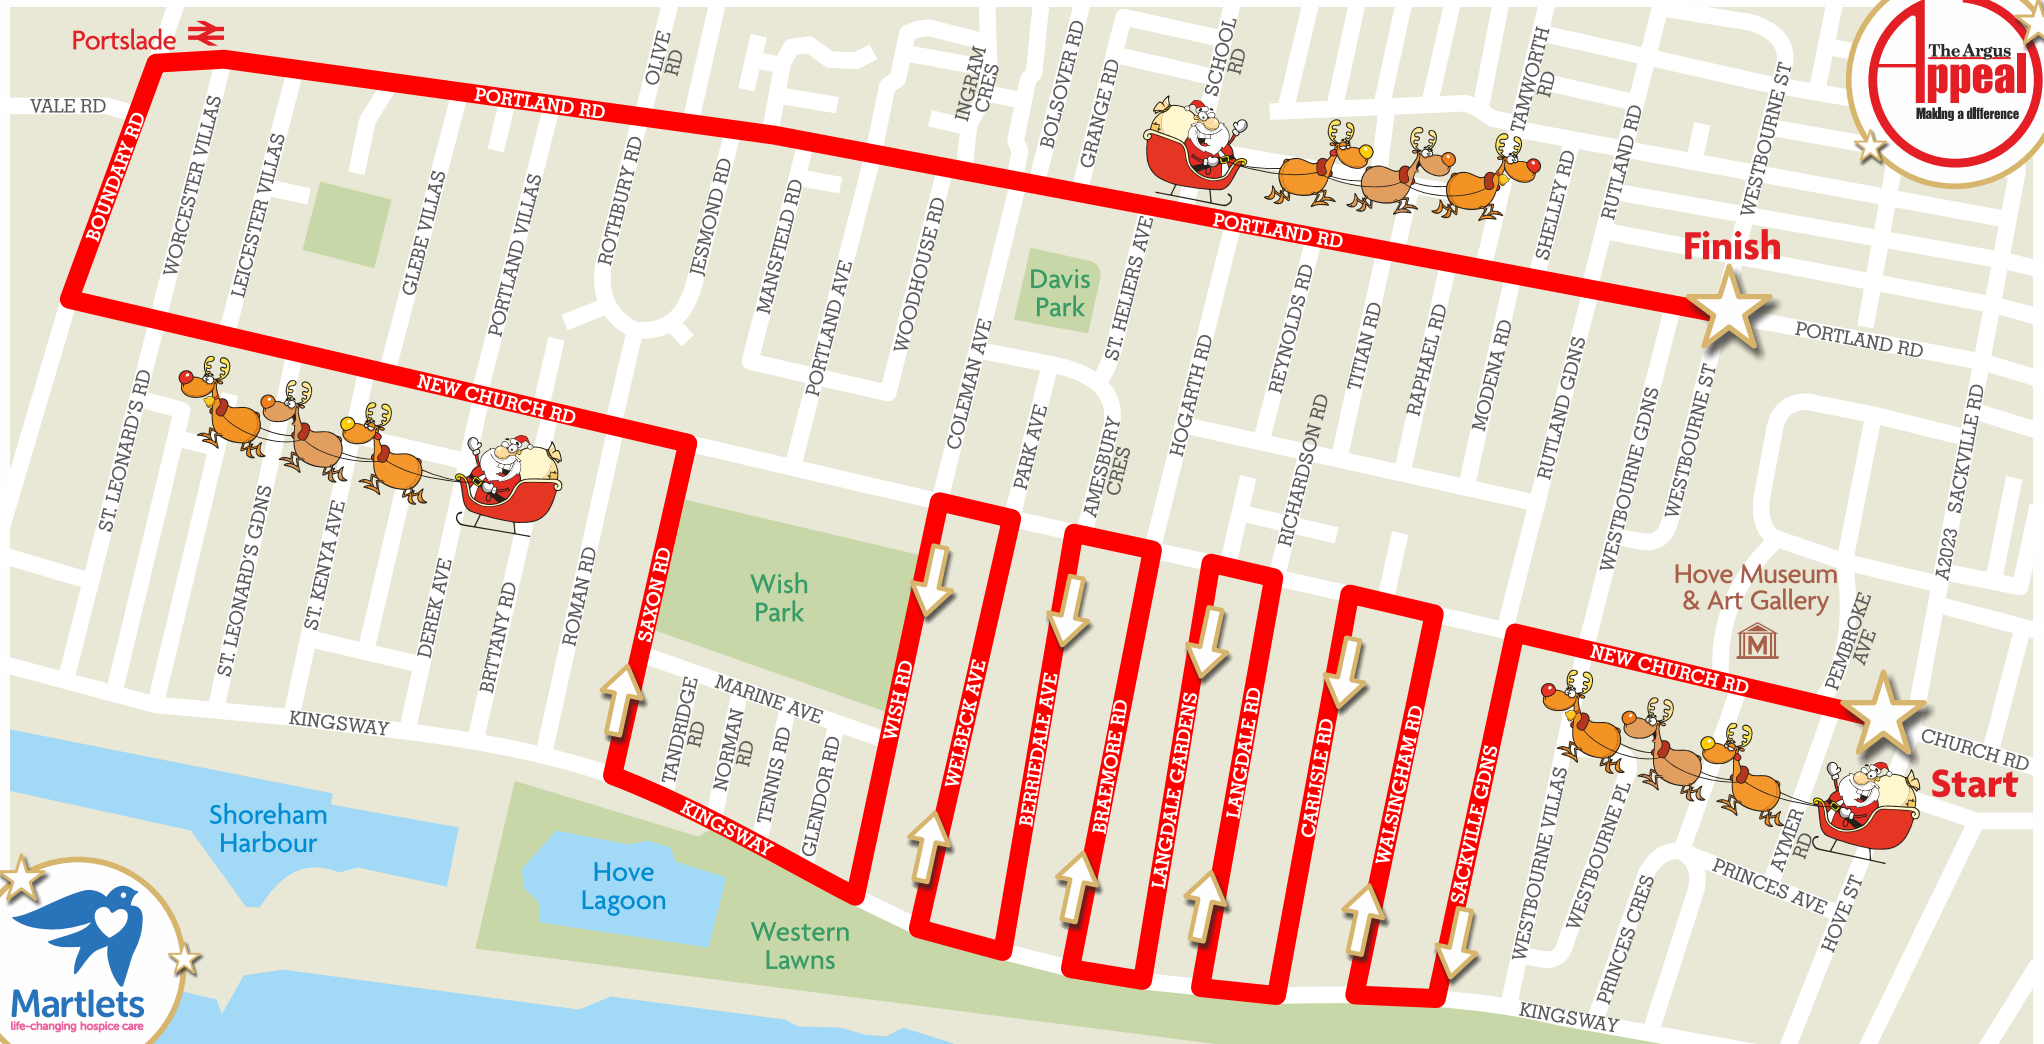 Portslade
VALE RD
BOUNDARY RD
WORCESTER VILLAS
LEICESTER VILLAS
GLEBE VILLAS
PORTLAND VILLAS
PORTLAND RD
OLIVE
RD
ROTHBURY RD
JESMOND RD
MANSFIELD RD
PORTLAND AVE
WOODHOUSE RD
INGRAM
CRES
BOLSOVER RD
GRANGE RD
SCHOOL
RD
TAMWORTH
RD
SHELLEY RD
RUTLAND RD
WESTBOURNE ST
The Argus
Appeal
Making a difference
PORTLAND RD
Finish
PORTLAND RD
Davis
Park
COLEMAN AVE
ST. HELIERS AVE
PARK AVE
AMESBURY
CRES
HOGARTH RD
REYNOLDS RD
TITIAN RD
RAPHAEL RD
MODENA RD
RICHARDSON RD
RUTLAND GDNS
WESTBOURNE GDNS
WESTBOURNE ST
SACKVILLE RD
A2023
NEW CHURCH RD
ST. LEONARD'S RD
ST. LEONARD'S GDNS
ST. KENYA AVE
DEREK AVE
BRTTANY RD
ROMAN RD
SAXON RD
Wish
Park
Hove Museum
& Art Gallery
M
PEMBROKE
AVE
NEW CHURCH RD
CHURCH RD
Start
MARINE AVE
TANDRIDGE
RD
NORMAN
RD
TENNIS RD
GLENDOR RD
WISH RD
WELBECK AVE
BERRIEDALE AVE
BRAEMORE RD
LANGDALE GARDENS
LANGDALE RD
CARLISLE RD
WALSINGHAM RD
SACKVILLE GDNS
WESTBOURNE VILLAS
WESTBOURNE PL
PRINCES CRES
AYMER
RD
PRINCES AVE
HOVE ST
KINGSWAY
KINGSWAY
KINGSWAY
Shoreham
Harbour
Hove
Lagoon
Western
Lawns
Martlets
life-changing hospice care